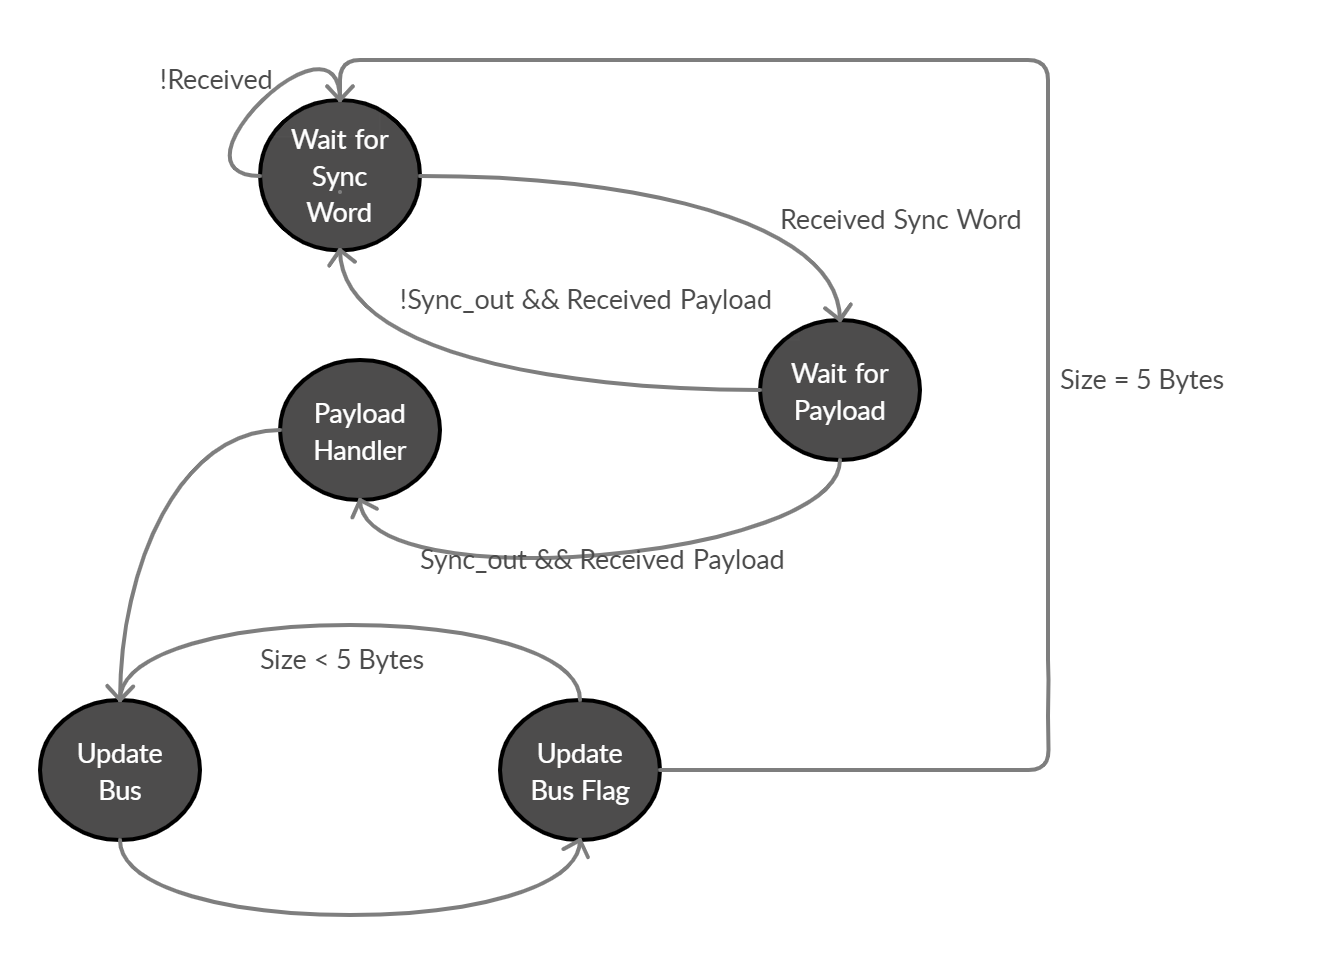 !Received
Wait for
Sync
Word
Received Sync Word
!Sync_out && Received Payload
Wait for
Payload
Size = 5 Bytes
Payload
Handler
Sync_out && Received Payload
Size < 5 Bytes
Update
Bus
Update
Bus Flag